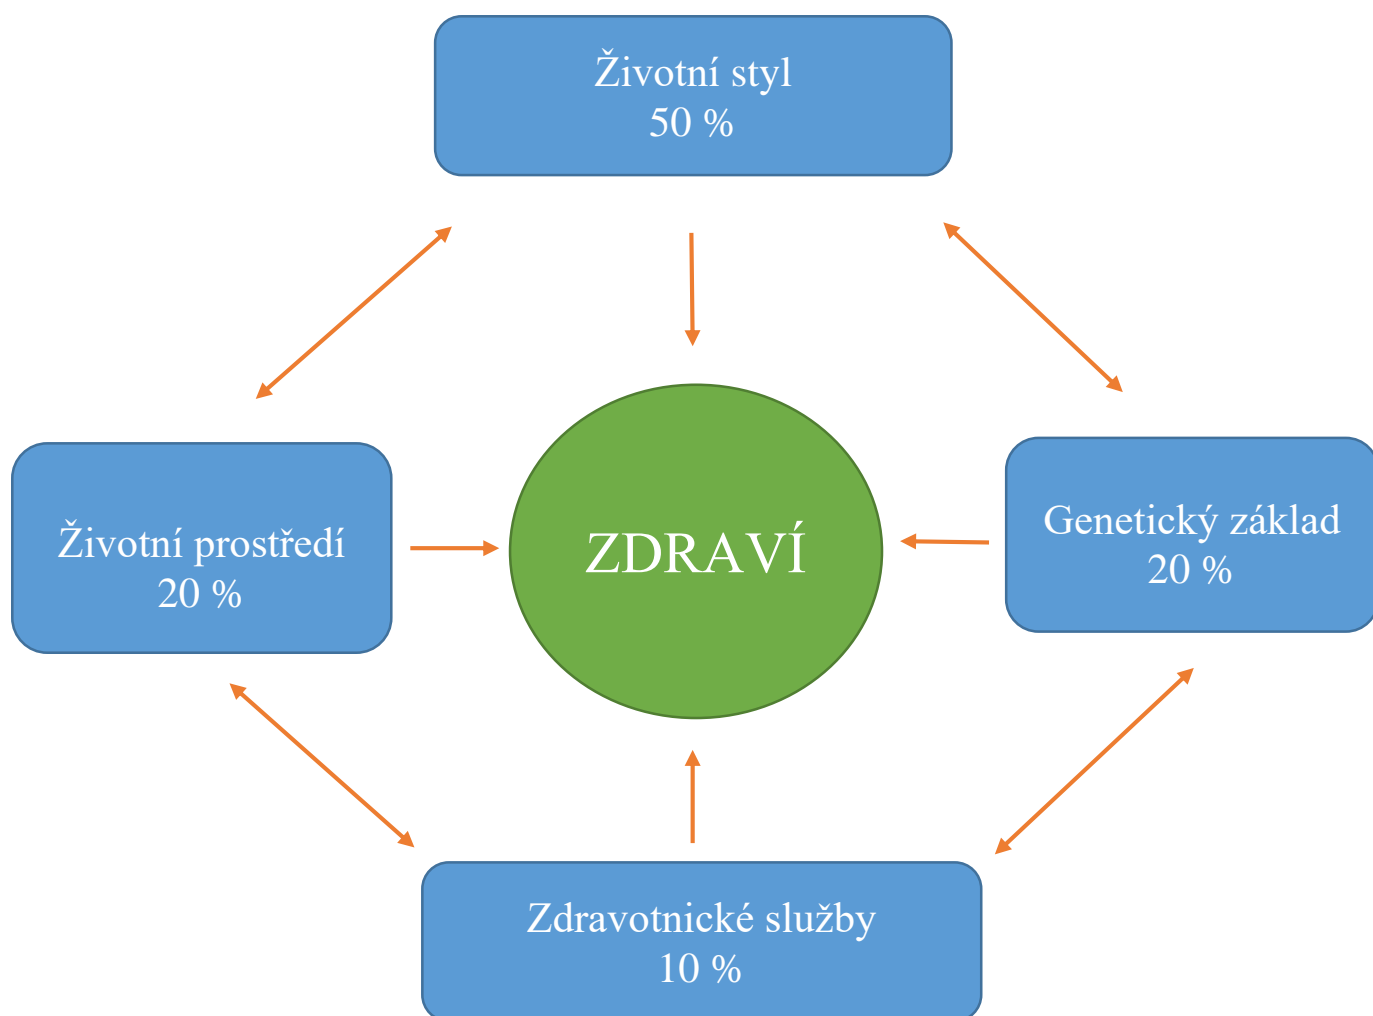 Životní styl
50 %
Životní prostředí
20 %
ZDRAVÍ
Genetický základ
20 %
Zdravotnické služby
10 %